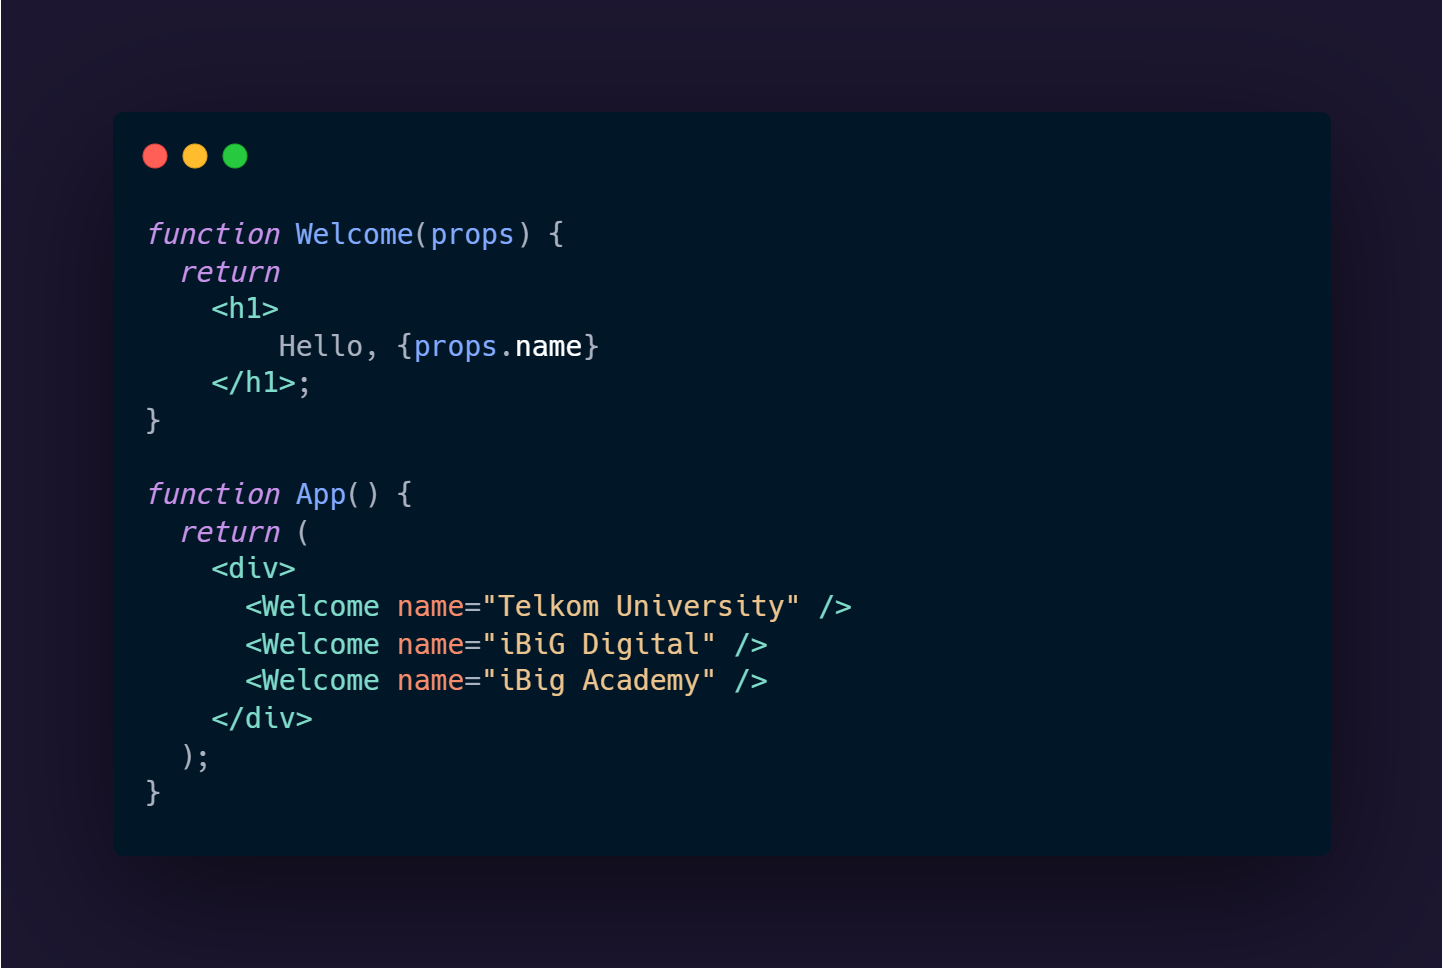 function Welcome(props) {
  return
    <h1>
        Hello, {props.name}
    </h1>;
}

function App() {
  return (
    <div>
      <Welcome name="Telkom University" />
      <Welcome name="iBiG Digital" />
      <Welcome name="iBig Academy" />
    </div>
  );
}